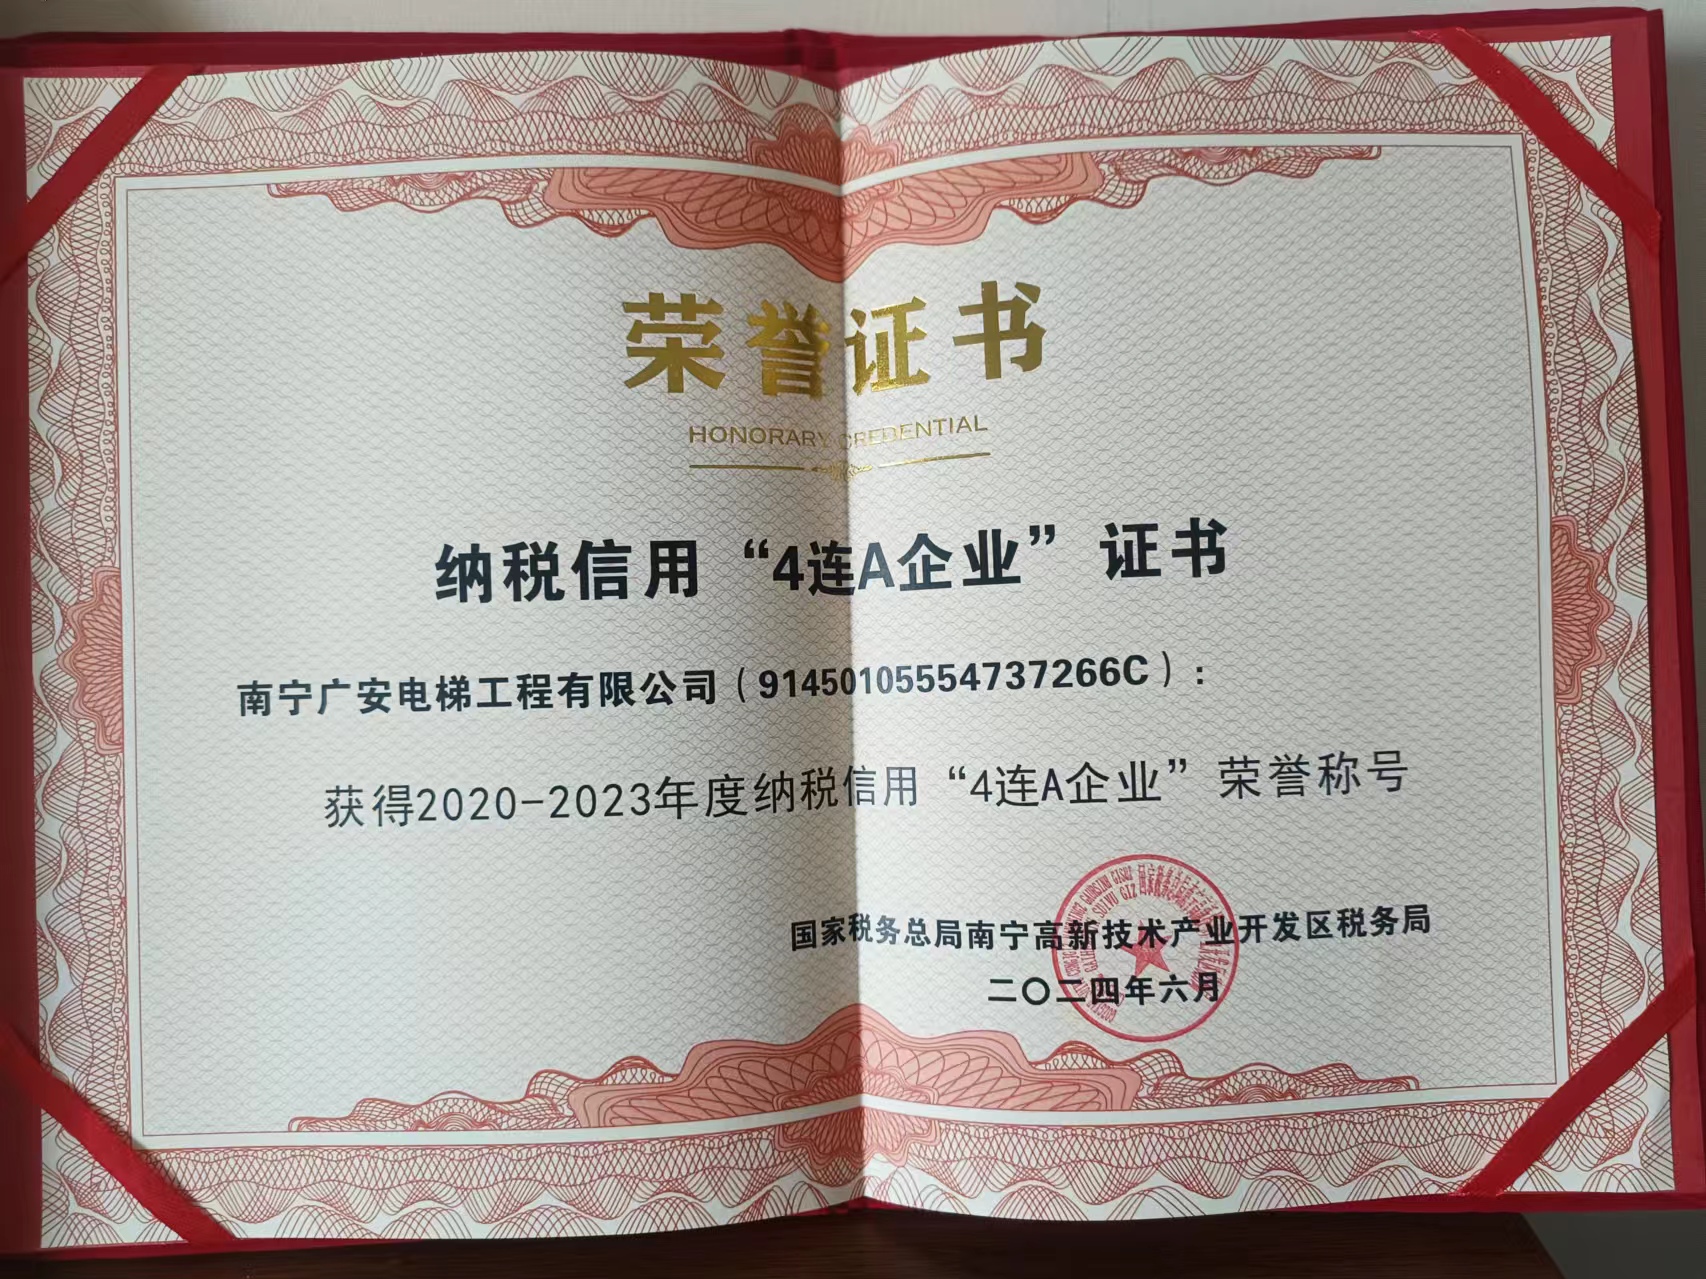 荣誉证书
HONORARY CREDENTIAL
纳税信用“4连A企业”证书
南宁广安电梯工程有限公司（91450105554737266C）：
获得2020-2023年度纳税信用“4连A企业”荣誉称号
国家税务总局南宁高新技术产业开发区税务局
二〇二四年六月